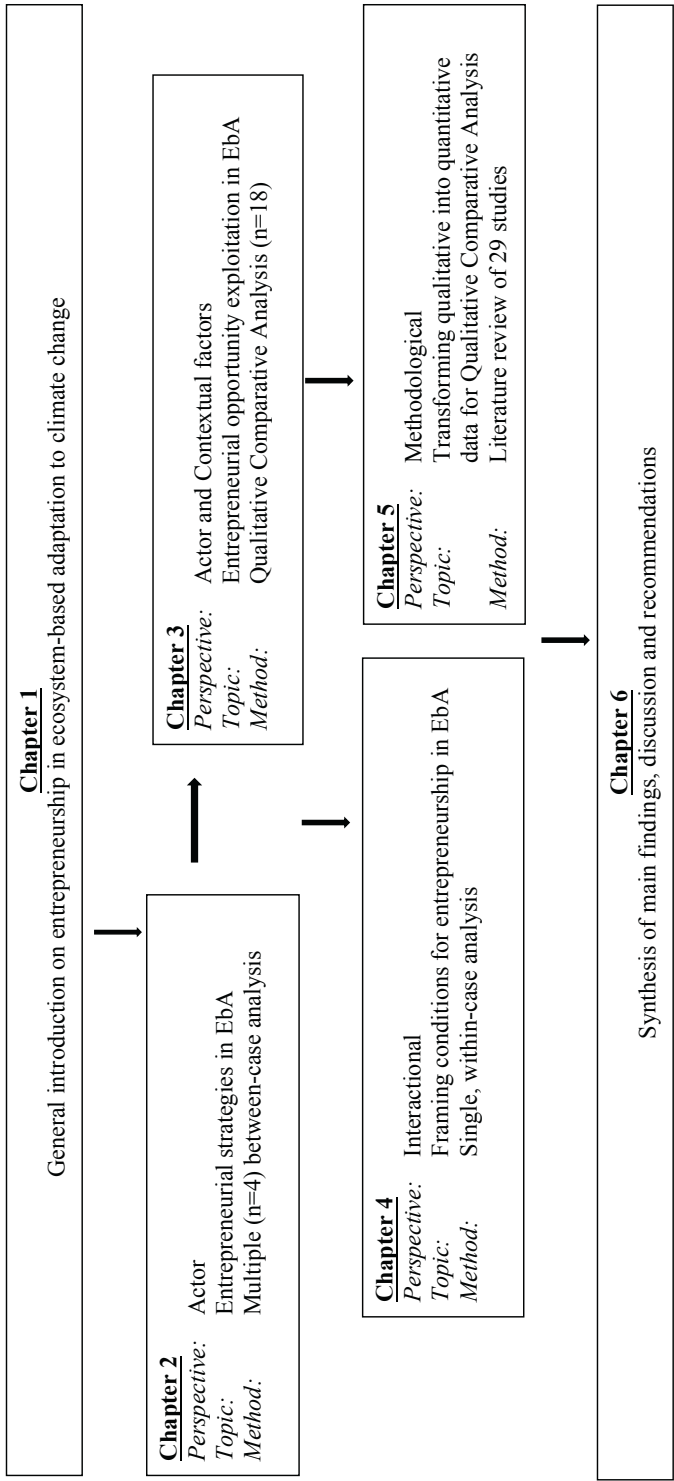 Chapter 1
General introduction on entrepreneurship in ecosystem-based adaptation to climate change
Chapter 2
Perspective: Actor
Topic: Entrepreneurial strategies in EbA
Method: Multiple (n=4) between-case analysis
Chapter 3
Perspective: Actor and Contextual factors
Topic: Entrepreneurial opportunity exploitation in EbA
Method: Qualitative Comparative Analysis (n=18)
Chapter 4
Perspective: Interactional
Topic: Framing conditions for entrepreneurship in EbA
Method: Single, within-case analysis
Chapter 5
Perspective: Methodological
Topic: Transforming qualitative into quantitative
data for Qualitative Comparative Analysis
Method: Literature review of 29 studies
Chapter 6
Synthesis of main findings, discussion and recommendations